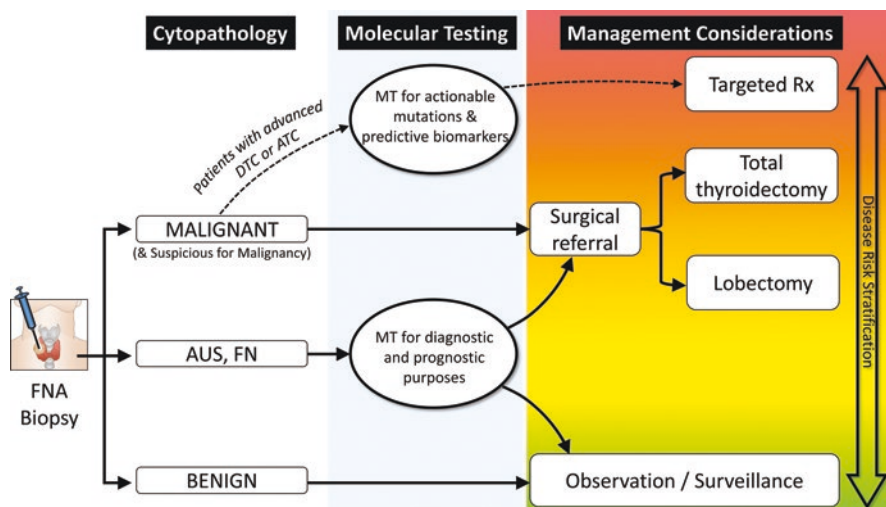 Cytopathology
Molecular Testing
Management Considerations
Patients with advanced
DTC or ATC
MT for actionable
mutations &
predictive biomarkers
Targeted Rx
Total
thyroidectomy
MALIGNANT
(& Suspicious for Malignancy)
Surgical
referral
Lobectomy
FNA
Biopsy
AUS, FN
MT for diagnostic
and prognostic
purposes
BENIGN
Observation / Surveillance
Disease Risk Stratification